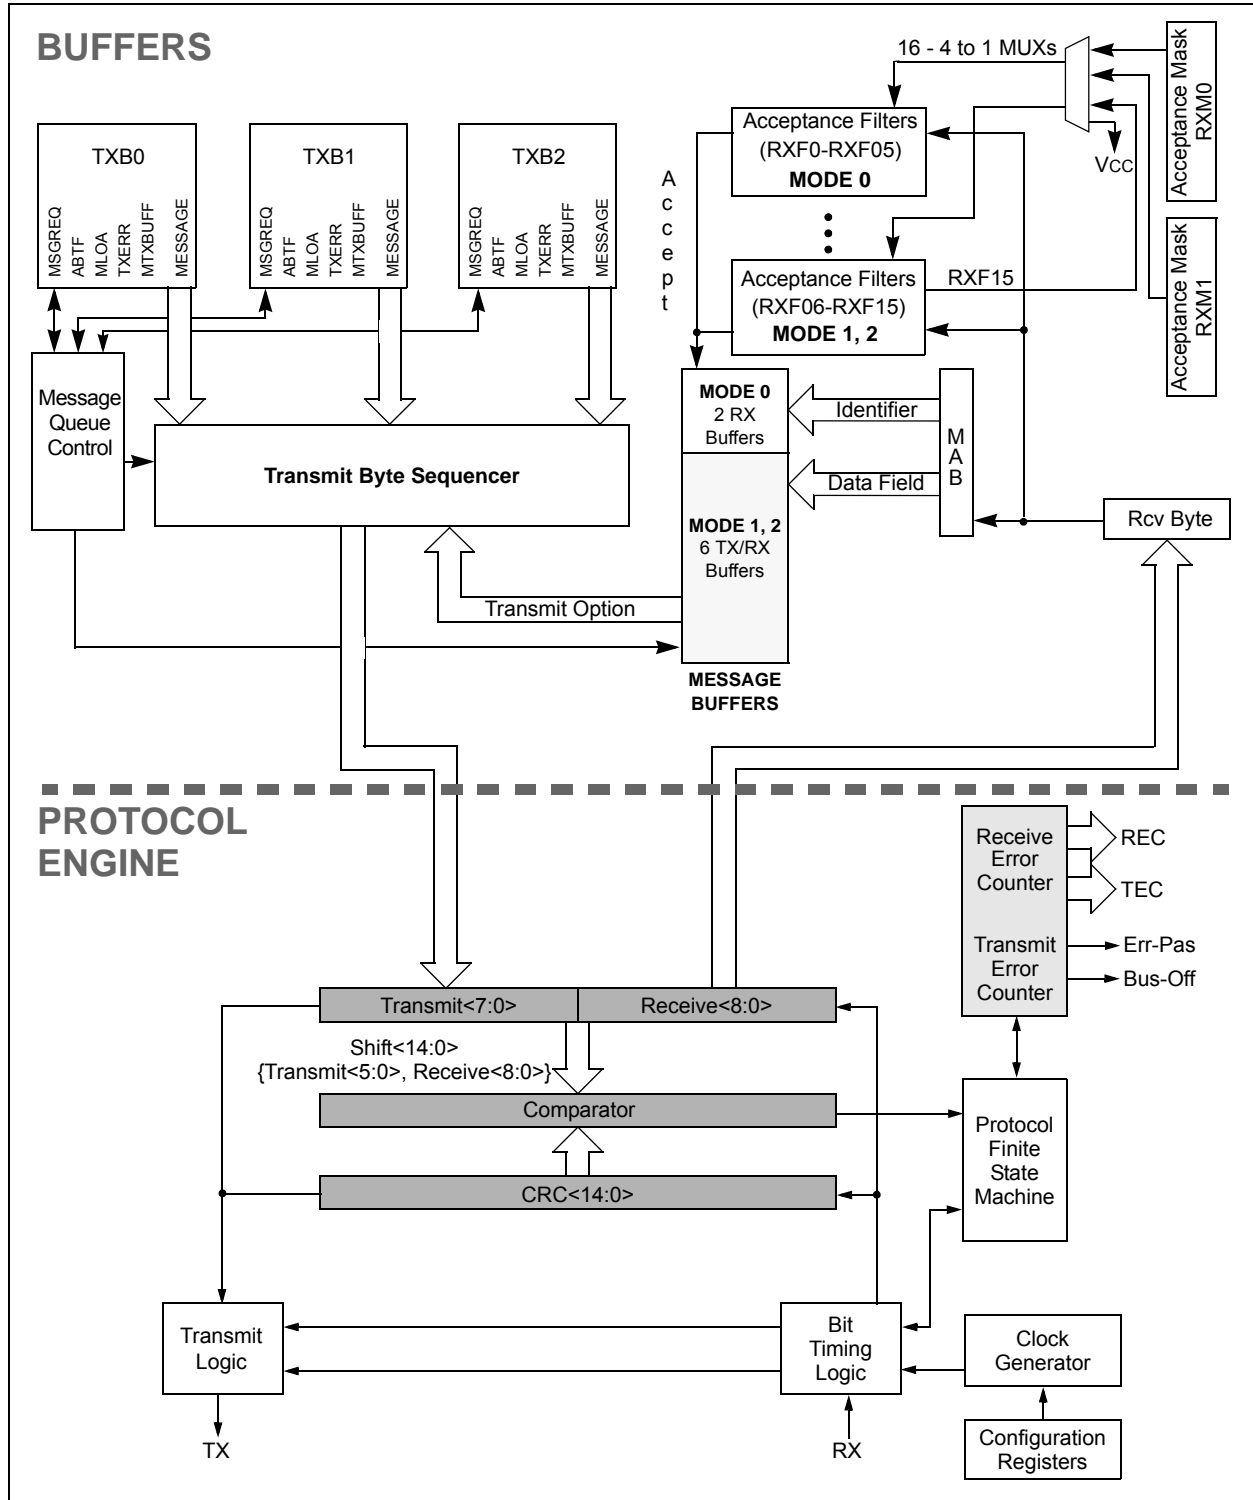 BUFFERS
16 - 4 to 1 MUXs
Acceptance Mask
RXM0
VCC
Acceptance Mask
RXM1
TXB0
MSGREQ
ABTF
MLOA
TXERR
MTXBUFF
MESSAGE
TXB1
MSGREQ
ABTF
MLOA
TXERR
MTXBUFF
MESSAGE
TXB2
MSGREQ
ABTF
MLOA
TXERR
MTXBUFF
MESSAGE
Accept
Acceptance Filters
(RXF0-RXF05)
MODE 0
Acceptance Filters
(RXF06-RXF15)
MODE 1, 2
RXF15
Message
Queue
Control
Transmit Byte Sequencer
MODE 0
2 RX
Buffers
Identifier
Data Field
MAB
MODE 1, 2
6 TX/RX
Buffers
Rcv Byte
Transmit Option
MESSAGE
BUFFERS
PROTOCOL
ENGINE
Receive
Error
Counter
REC
TEC
Transmit
Error
Counter
Err-Pas
Bus-Off
Transmit<7:0>
Receive<8:0>
Shift<14:0>
{Transmit<5:0>, Receive<8:0>}
Comparator
CRC<14:0>
Protocol
Finite
State
Machine
Transmit
Logic
Bit
Timing
Logic
Clock
Generator
TX
RX
Configuration
Registers